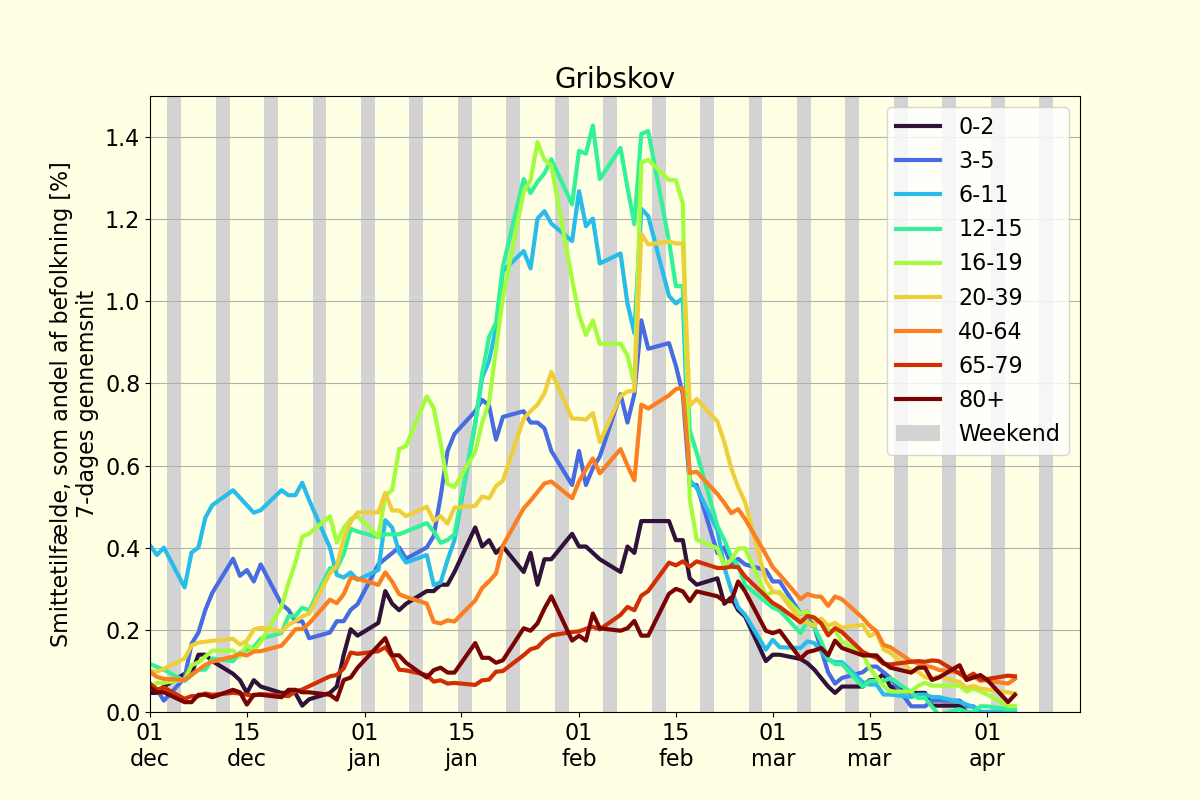 Gribskov
Smittetilfælde, som andel af befolkning [%]
7-dages gennemsnit
1.4
1.2
1.0
0.8
0.6
0.4
0.2
0.0
01 dec
15 dec
01 jan
15 jan
01 feb
15 feb
01 mar
15 mar
01 apr
0-2
3-5
6-11
12-15
16-19
20-39
40-64
65-79
80+
Weekend